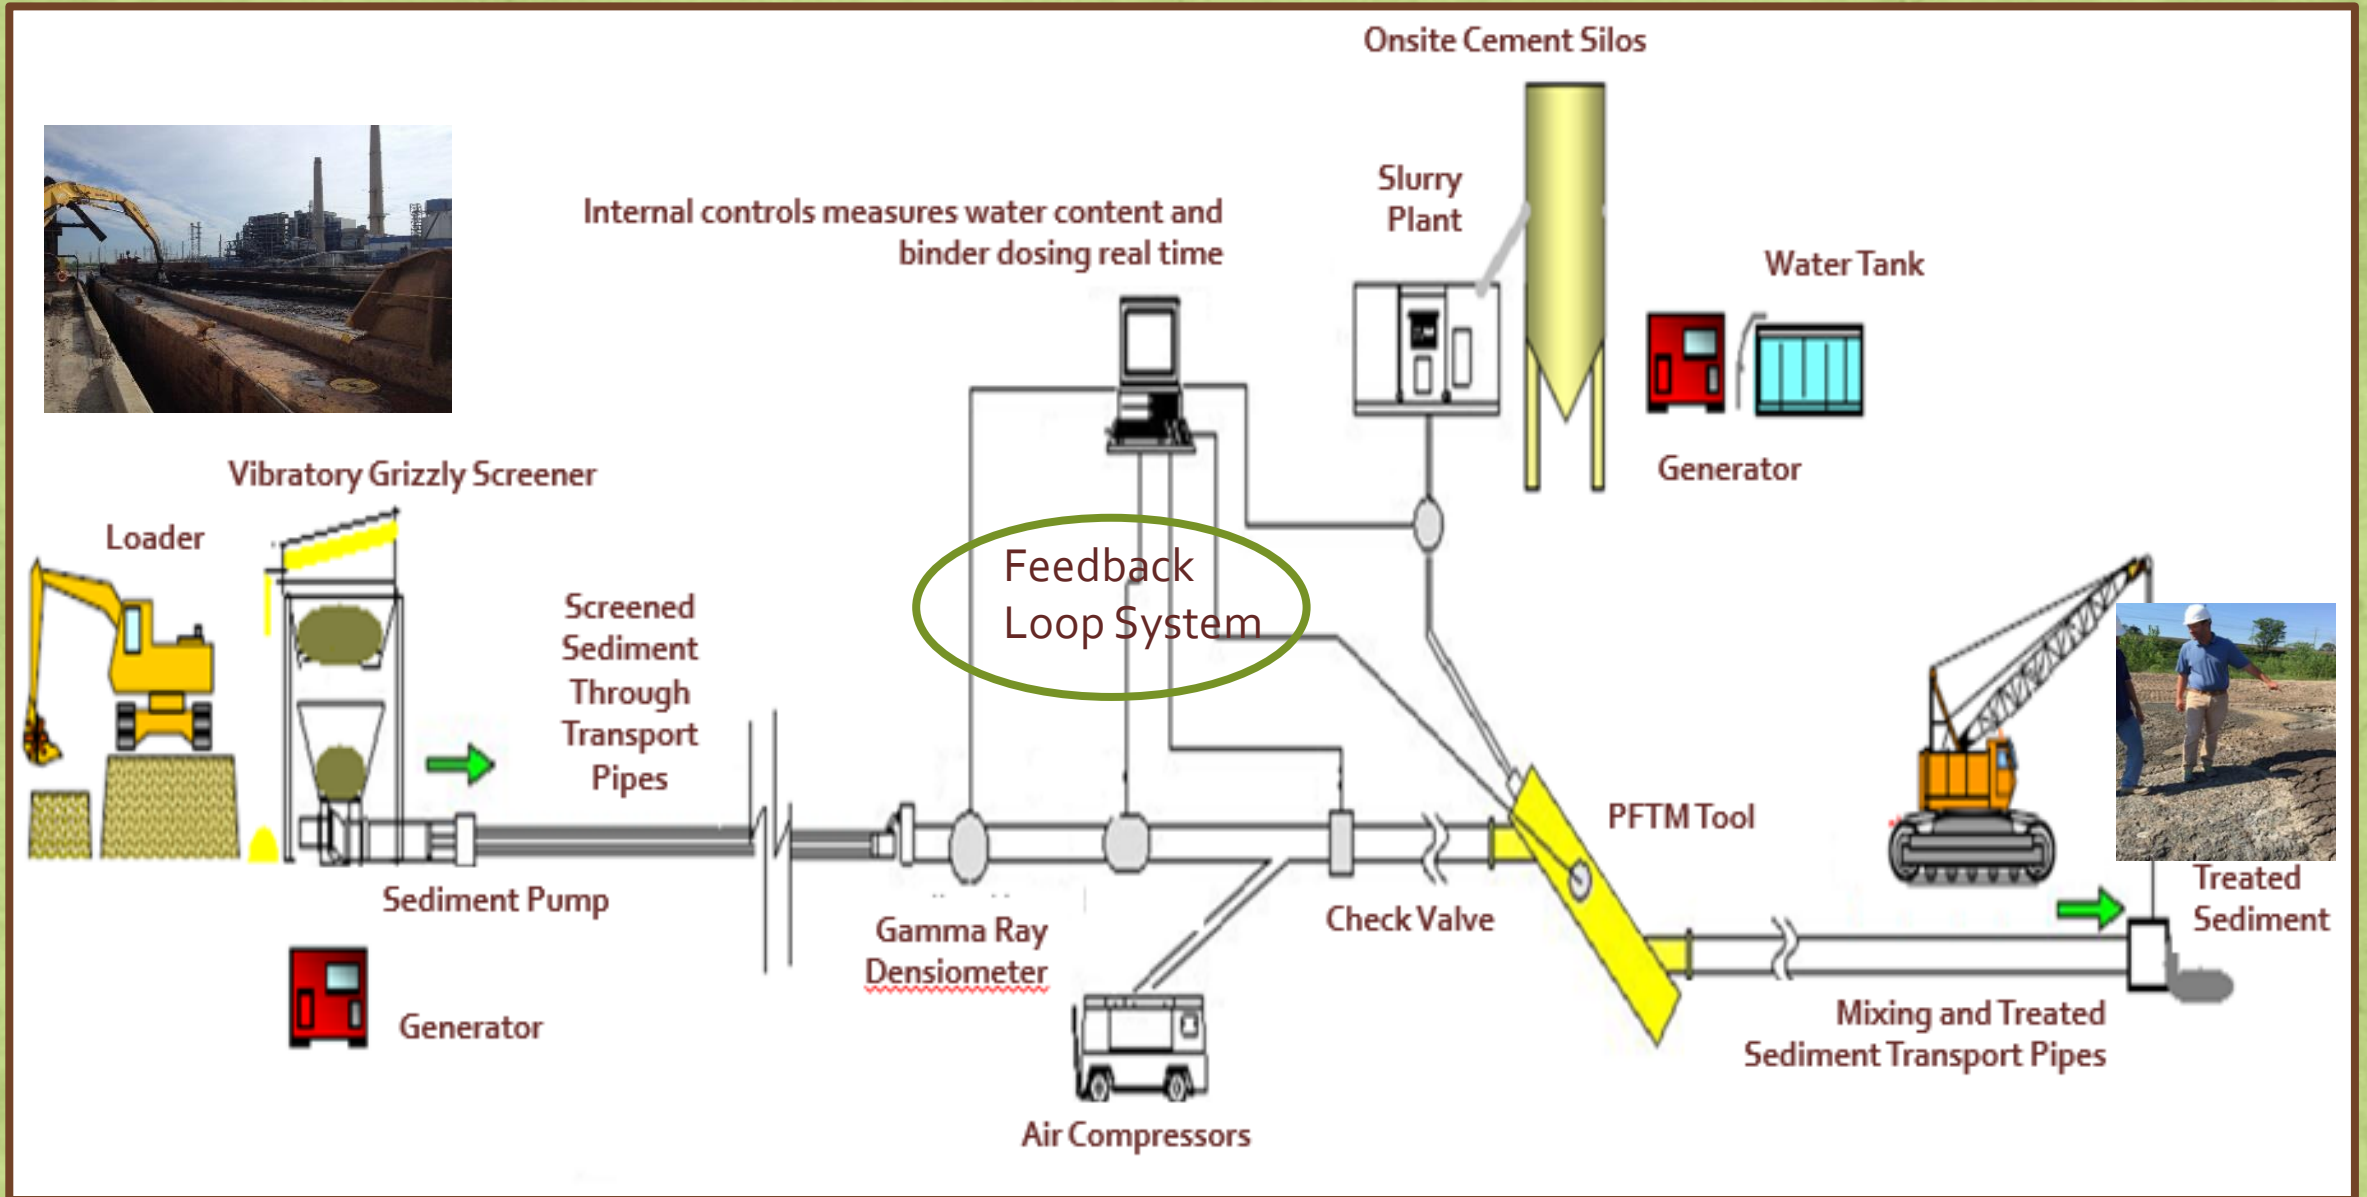 Onsite Cement Silos
Slurry
Plant
Internal controls measures water content and
binder dosing real time
Water Tank
Generator
Vibratory Grizzly Screener
Loader
Screened
Sediment
Through
Transport
Pipes
Feedback
Loop System
PFTM Tool
Sediment Pump
Gamma Ray
Densiometer
Check Valve
Treated
Sediment
Generator
Mixing and Treated
Sediment Transport Pipes
Air Compressors